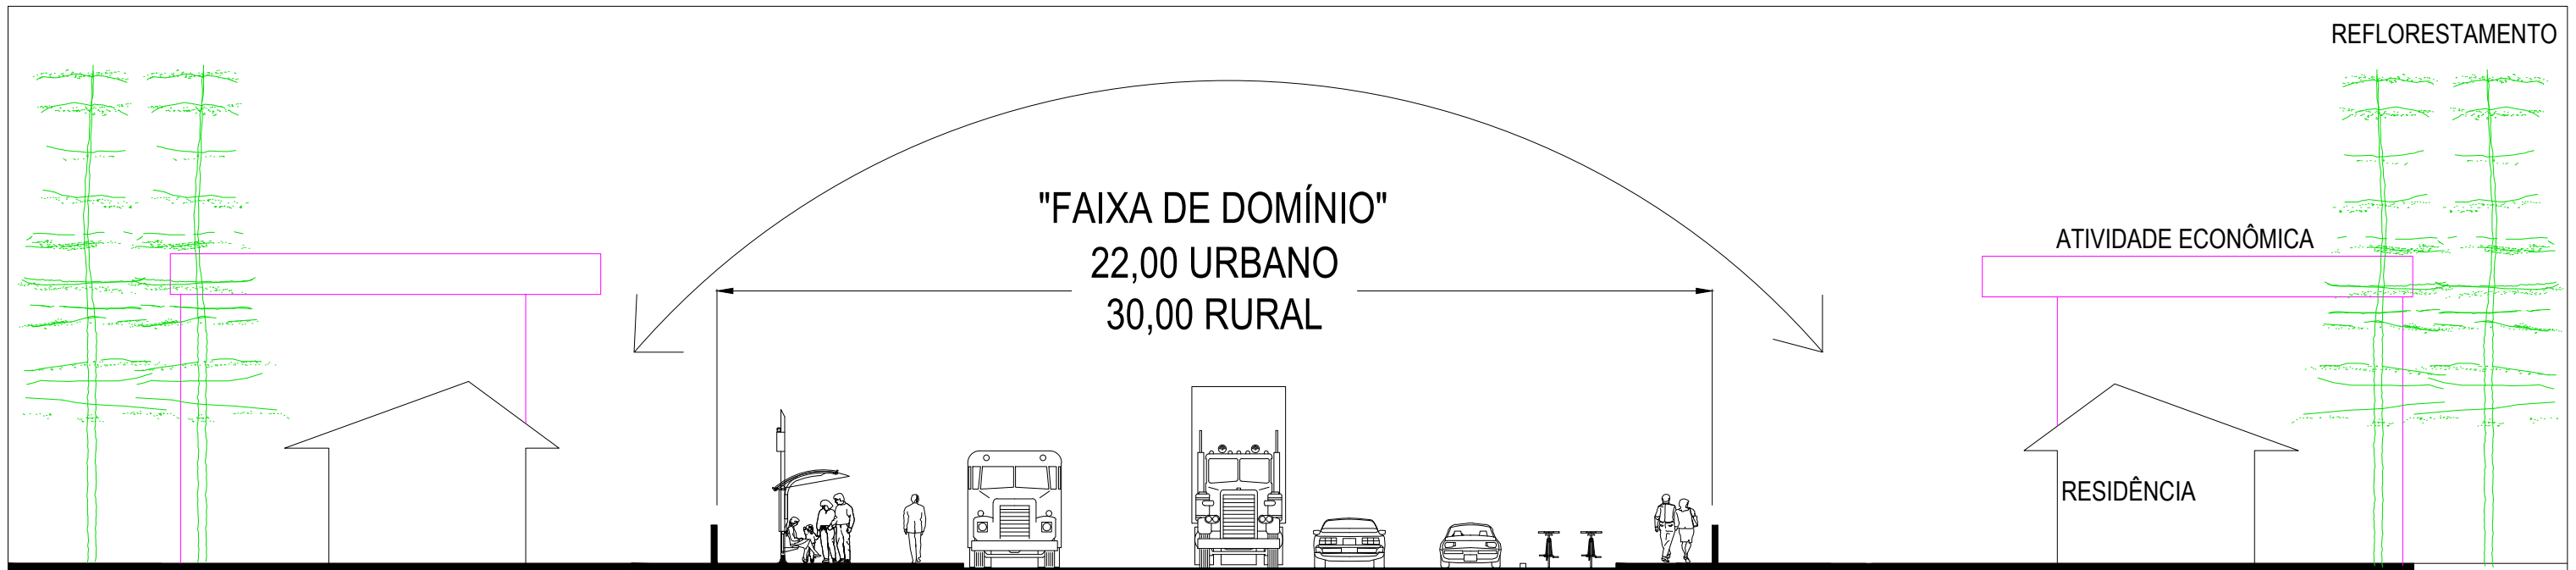 REFLORESTAMENTO
"FAIXA DE DOMÍNIO"
22,00 URBANO
30,00 RURAL
ATIVIDADE ECONÔMICA
RESIDÊNCIA